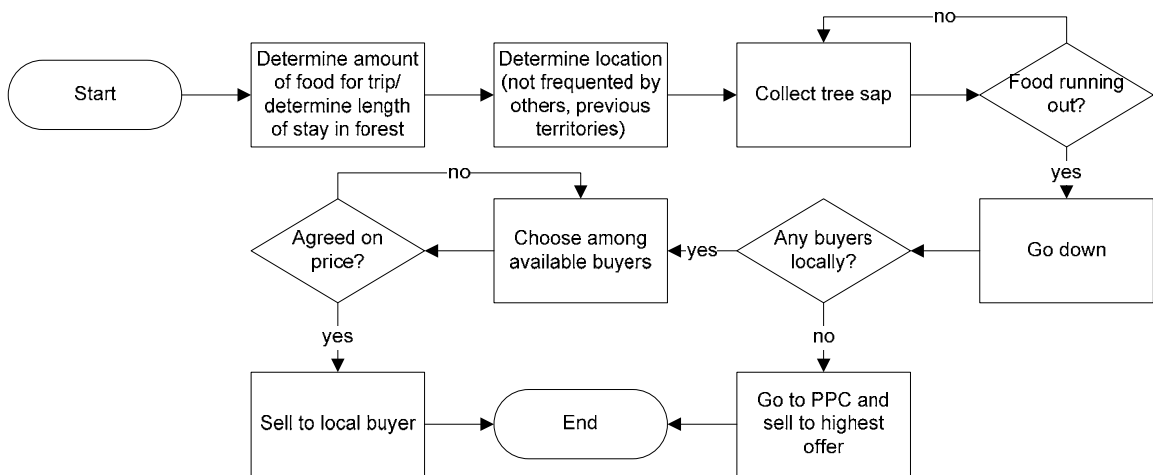 Start
Determine amount
of food for trip/
determine length
of stay in forest
Determine location
(not frequented by
others, previous
territories)
Collect tree sap
no
Food running
out?
yes
Go down
Any buyers
locally?
yes
Choose among
available buyers
no
Agreed on
price?
yes
no
Sell to local buyer
End
Go to PPC and
sell to highest
offer